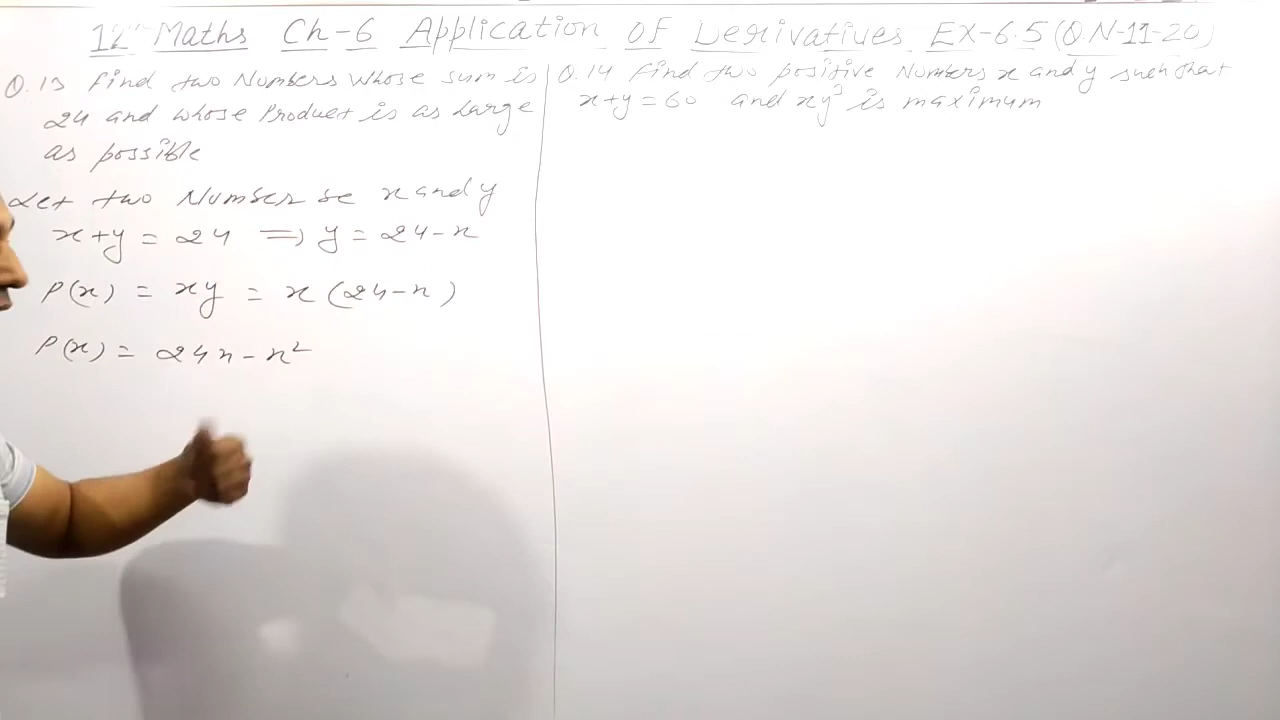 12th Maths Ch-6 Application Of Derivatives EX-6.5(Q.N-11-20)
Q.13 Find two Numbers whose sum is
24 and whose Product is as Large
as possible
Let two Number be x and y
x+y = 24 ⇒ y = 24-x
P(x) = xy = x(24-x)
P(x) = 24x-x²
Q.14 Find two positive Numbers x and y such that
x+y=60 and xy³ is maximum